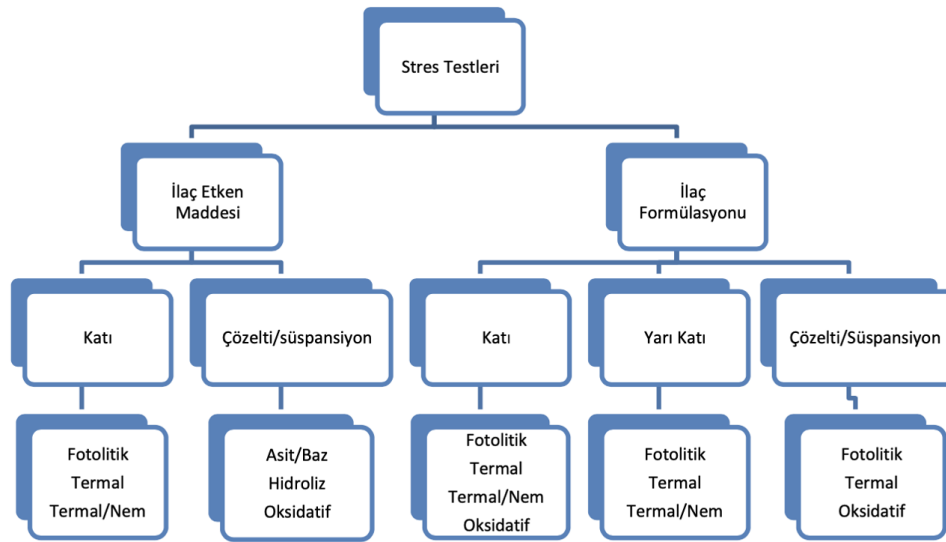 Stres Testleri
İlaç Etken
Maddesi
İlaç
Formülasyonu
Katı
Çözelti/süspansiyon
Katı
Yarı Katı
Çözelti/Süspansiyon
Fotolitik
Termal
Termal/Nem
Asit/Baz
Hidroliz
Oksidatif
Fotolitik
Termal
Termal/Nem
Oksidatif
Fotolitik
Termal
Termal/Nem
Fotolitik
Termal
Oksidatif